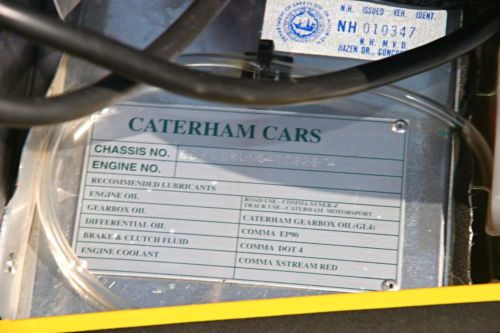 N.H. ISSUED VEH. IDENT.
NH 010347
N.H. M.V.D.
HAZEN DR., CONCORD
CATERHAM CARS
CHASSIS NO.
ENGINE NO.
RECOMMENDED LUBRICANTS
ENGINE OIL ROAD USE - COMMA SYNER-Z
TRACK USE - CATERHAM MOTORSPORT
GEARBOX OIL CATERHAM GEARBOX OIL(GL4)
DIFFERENTIAL OIL COMMA EP90
BRAKE & CLUTCH FLUID COMMA DOT 4
ENGINE COOLANT COMMA XSTREAM RED